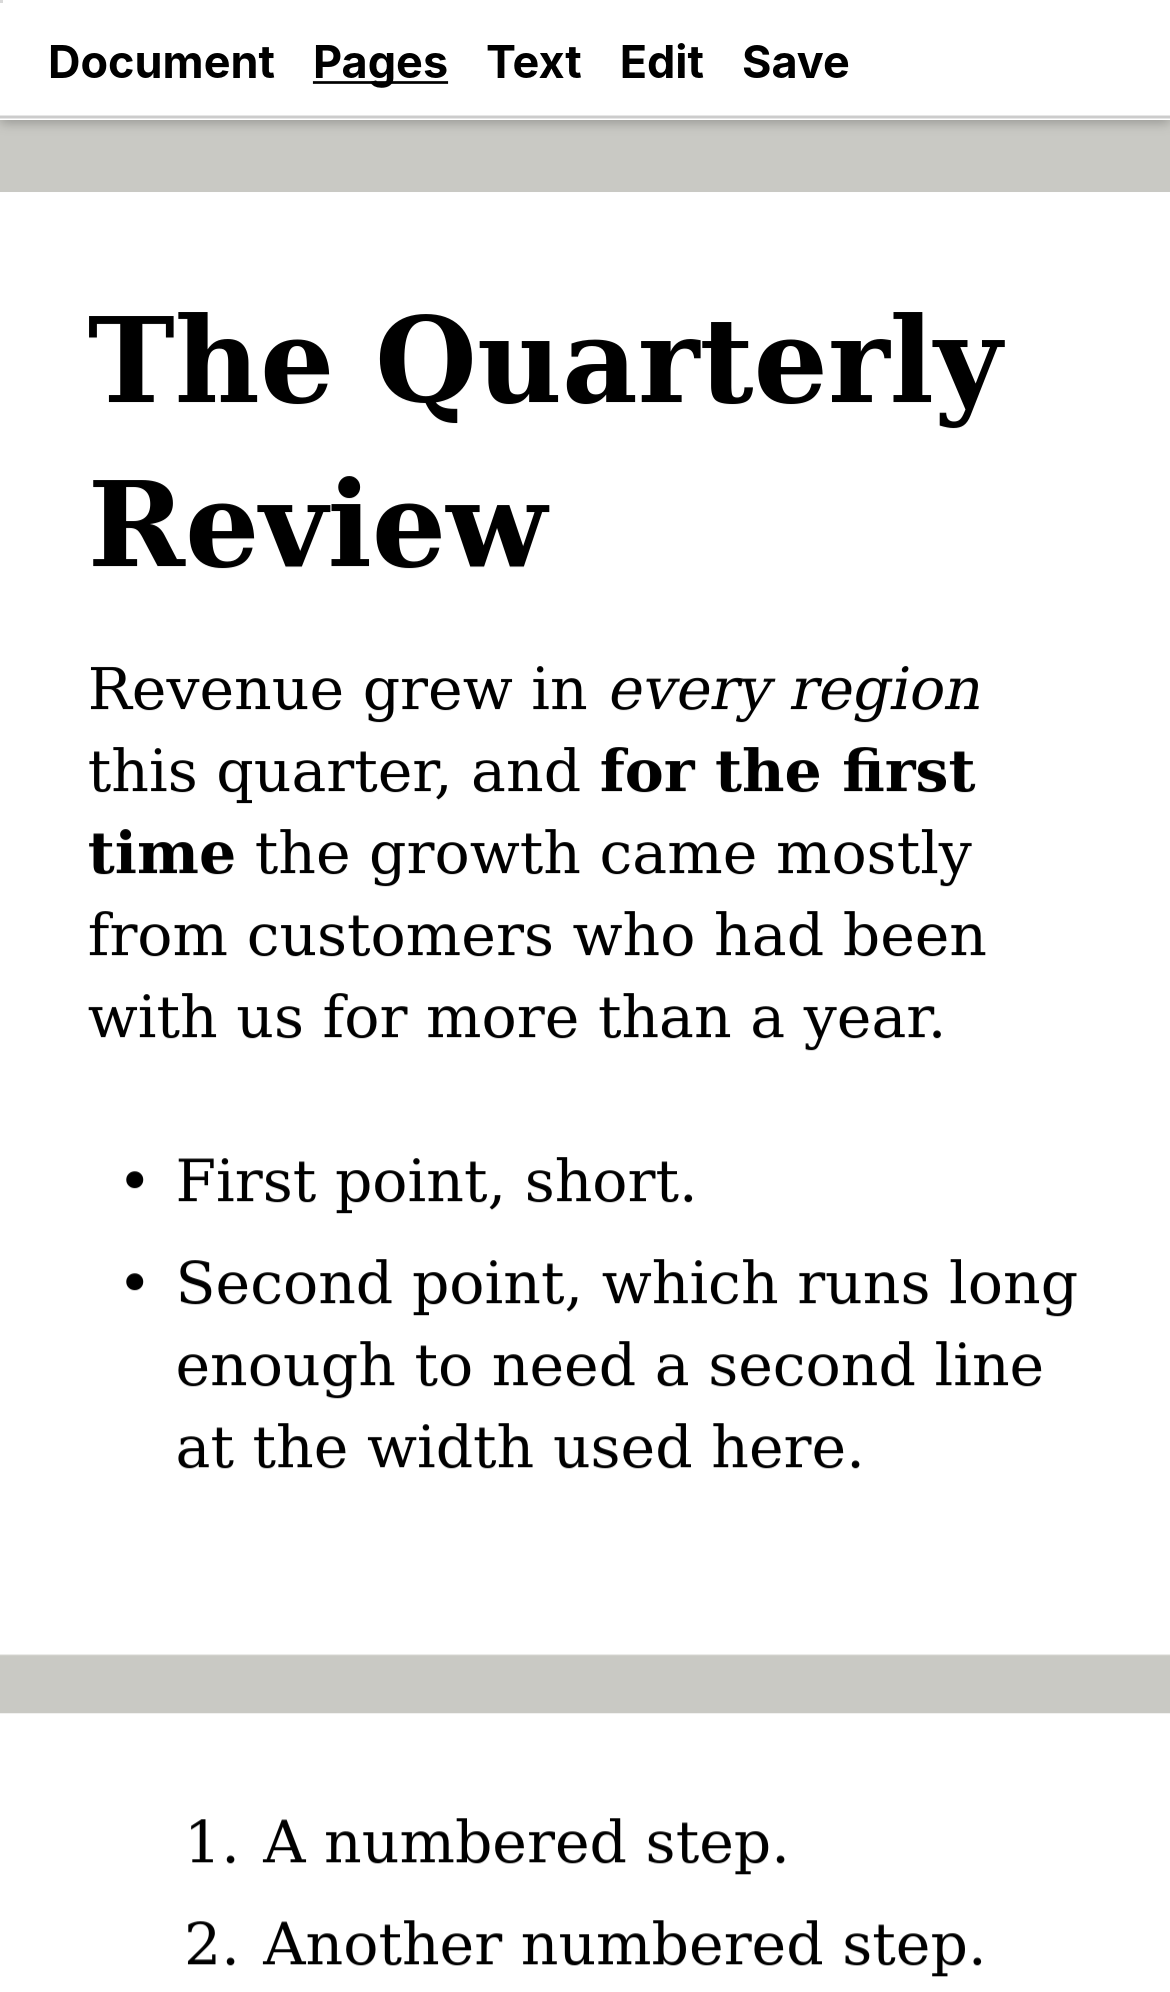 Document Pages Text Edit Save
The Quarterly
Review
Revenue grew in every region
this quarter, and for the first
time the growth came mostly
from customers who had been
with us for more than a year.
• First point, short.
• Second point, which runs long
enough to need a second line
at the width used here.
1. A numbered step.
2. Another numbered step.